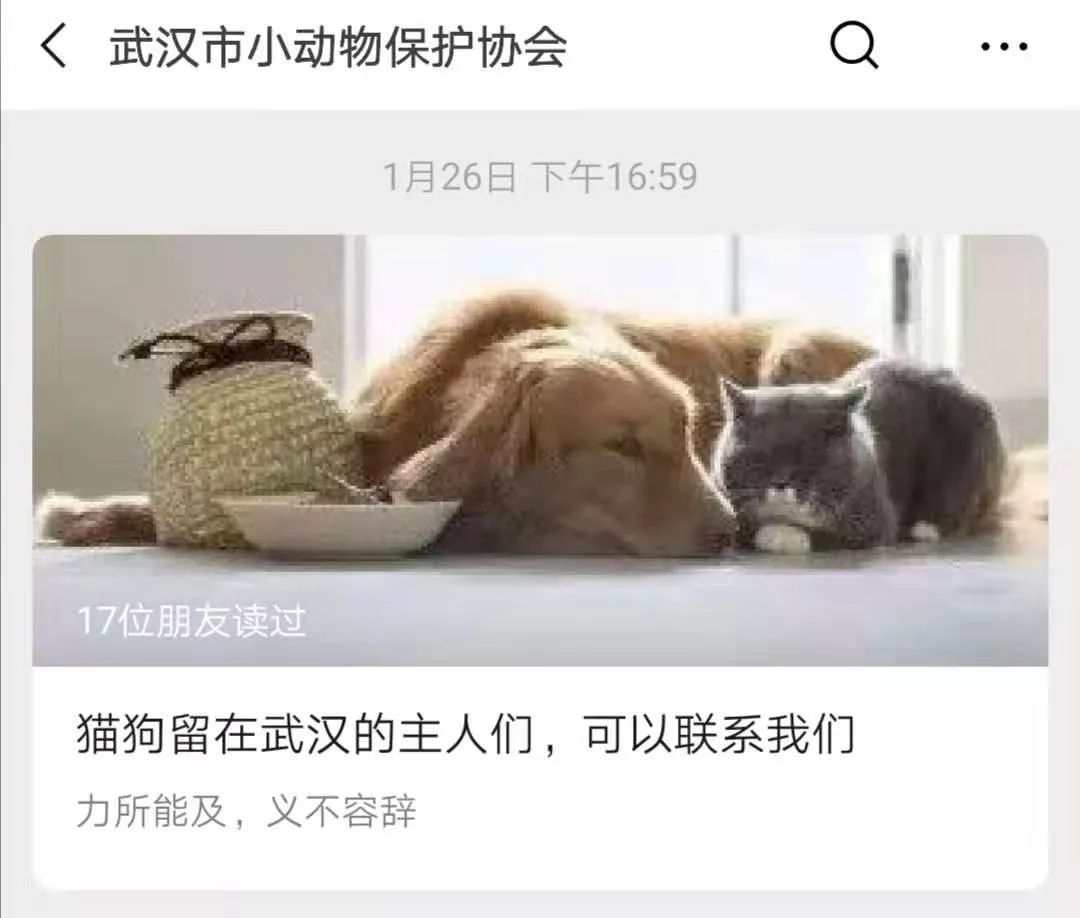 武汉市小动物保护协会
1月26日 下午16:59
17位朋友读过
猫狗留在武汉的主人们，可以联系我们
力所能及，义不容辞